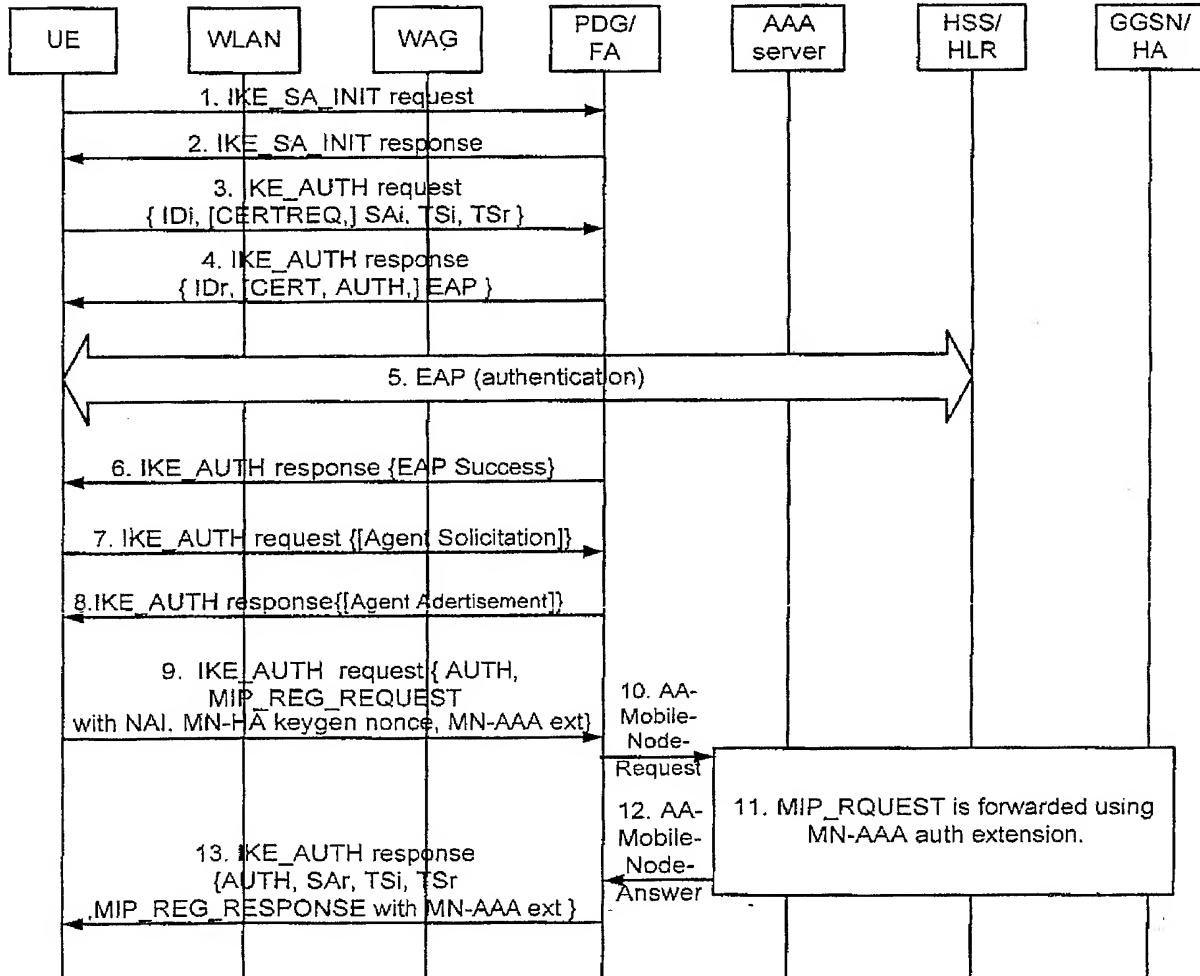 UE
WLAN
WAG
PDG/
FA
AAA
server
HSS/
HLR
GGSN/
HA
1. IKE_SA_INIT request
2. IKE_SA_INIT response
3. IKE_AUTH request
{ IDi, [CERTREQ,] SAi, TSi, TSr }
4. IKE_AUTH response
{ IDr, [CERT, AUTH,] EAP }
5. EAP (authentication)
6. IKE_AUTH response {EAP Success}
7. IKE_AUTH request {[Agent Solicitation]}
8.IKE_AUTH response{[Agent Adertisement]}
9. IKE_AUTH request { AUTH,
MIP_REG_REQUEST
with NAI, MN-HA keygen nonce, MN-AAA ext}
10. AA-
Mobile-
Node-
Request
11. MIP_RQUEST is forwarded using
MN-AAA auth extension.
12. AA-
Mobile-
Node-
Answer
13. IKE_AUTH response
{AUTH, SAr, TSi, TSr
,MIP_REG_RESPONSE with MN-AAA ext }